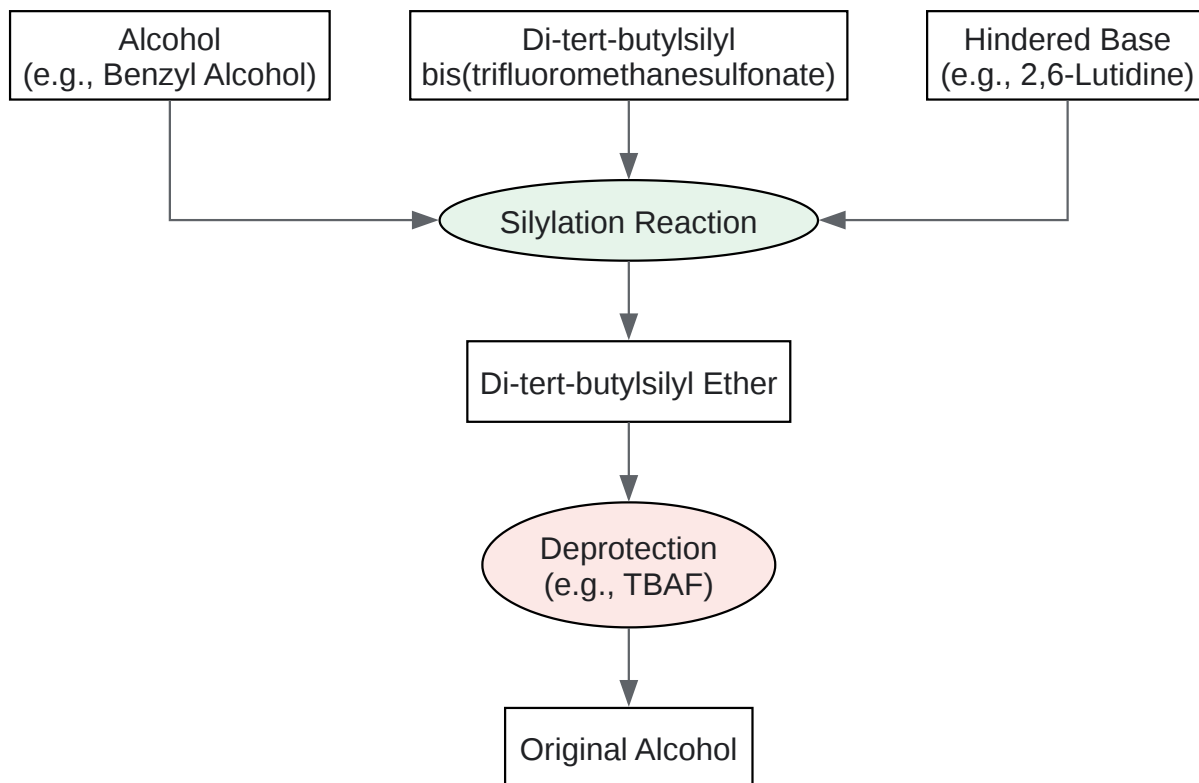 Alcohol
(e.g., Benzyl Alcohol)
Di-tert-butylsilyl
bis(trifluoromethanesulfonate)
Hindered Base
(e.g., 2,6-Lutidine)
Silylation Reaction
Di-tert-butylsilyl Ether
Deprotection
(e.g., TBAF)
Original Alcohol